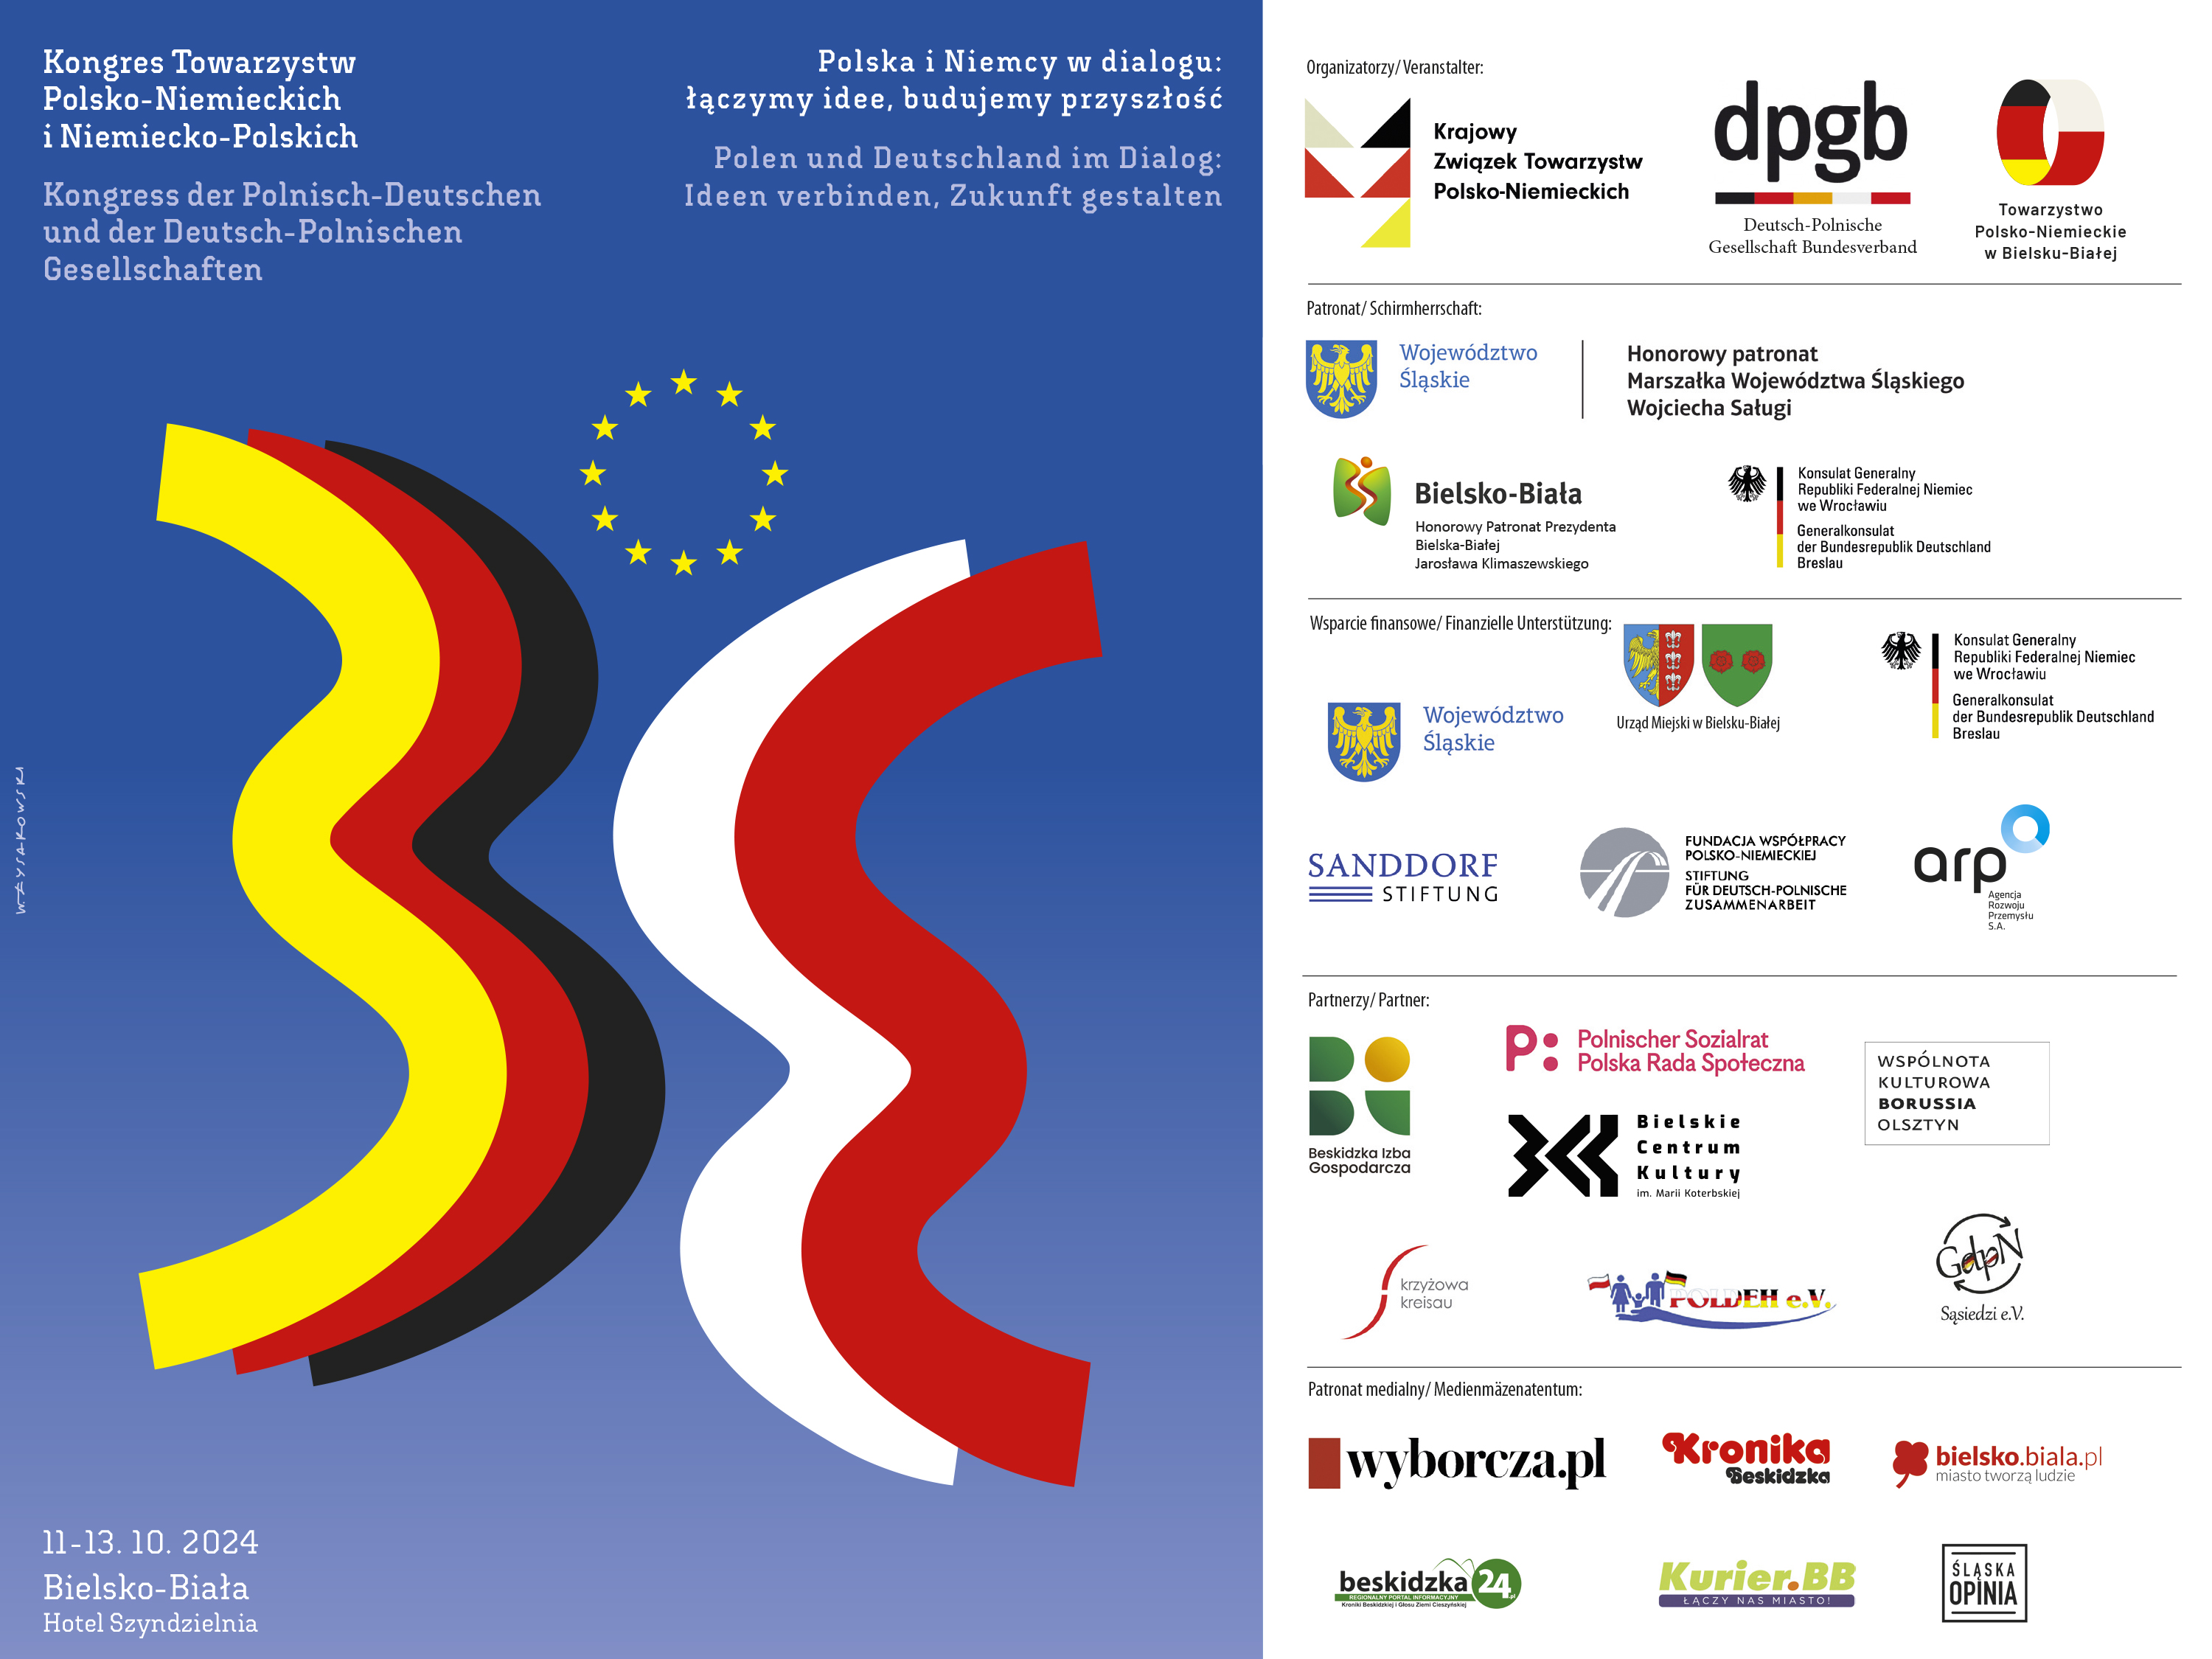 Kongres Towarzystw
Polsko-Niemieckich
i Niemiecko-Polskich
Kongress der Polnisch-Deutschen
und der Deutsch-Polnischen
Gesellschaften
Polska i Niemcy w dialogu:
łączymy idee, budujemy przyszłość
Polen und Deutschland im Dialog:
Ideen verbinden, Zukunft gestalten
W. WYSAKOWSKA
11-13. 10. 2024
Bielsko-Biała
Hotel Szyndzielnia
Organizatorzy/ Veranstalter:
Krajowy
Związek Towarzystw
Polsko-Niemieckich
dpgb
Deutsch-Polnische
Gesellschaft Bundesverband
Towarzystwo
Polsko-Niemieckie
w Bielsku-Białej
Patronat/ Schirmherrschaft:
Województwo
Śląskie
Honorowy patronat
Marszałka Województwa Śląskiego
Wojciecha Saługi
Bielsko-Biała
Honorowy Patronat Prezydenta
Bielska-Białej
Jarosława Klimaszewskiego
Konsulat Generalny
Republiki Federalnej Niemiec
we Wrocławiu
Generalkonsulat
der Bundesrepublik Deutschland
Breslau
Wsparcie finansowe/ Finanzielle Unterstützung:
Województwo
Śląskie
Urząd Miejski w Bielsku-Białej
Konsulat Generalny
Republiki Federalnej Niemiec
we Wrocławiu
Generalkonsulat
der Bundesrepublik Deutschland
Breslau
SANDDORF
STIFTUNG
FUNDACJA WSPÓŁPRACY
POLSKO-NIEMIECKIEJ
STIFTUNG
FÜR DEUTSCH-POLNISCHE
ZUSAMMENARBEIT
arp
Agencja
Rozwoju
Przemysłu
S.A.
Partnerzy/ Partner:
Beskidzka Izba
Gospodarcza
P:
Polnischer Sozialrat
Polska Rada Społeczna
Bielskie
Centrum
Kultury
im. Marii Koterbskiej
WSPÓLNOTA
KULTUROWA
BORUSSIA
OLSZTYN
krzyżowa
kreisau
POLDEH e.V.
GdpN
Sąsiedzi e.V.
Patronat medialny/ Medienmäzenatentum:
wyborcza.pl
Kronika
Beskidzka
bielsko.biala.pl
miasto tworzą ludzie
beskidzka 24.pl
REGIONALNY PORTAL INFORMACYJNY
Kroniki Beskidzkiej i Głosu Ziemi Cieszyńskiej
Kurier.BB
ŁĄCZY NAS MIASTO!
ŚLĄSKA
OPINIA